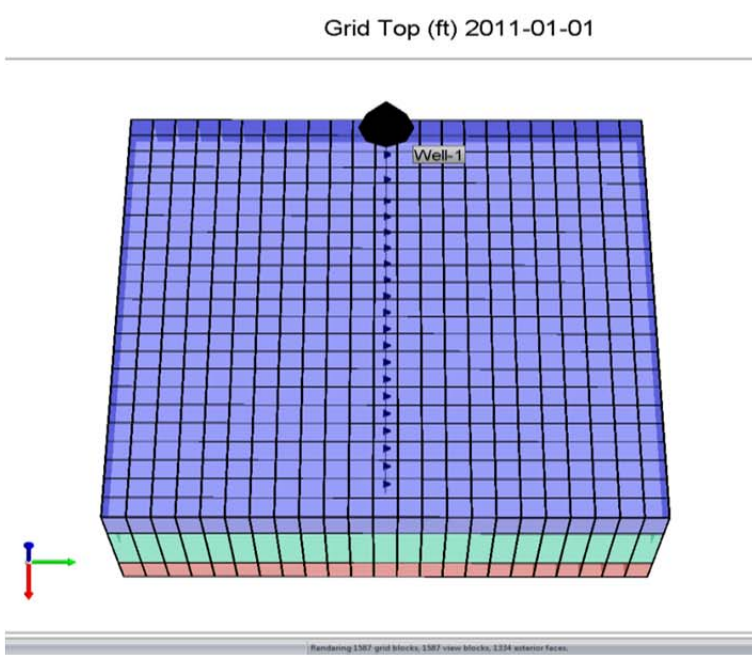 Grid Top (ft) 2011-01-01
Well-1
Rendering 1587 grid blocks, 1587 view blocks, 1334 exterior faces.